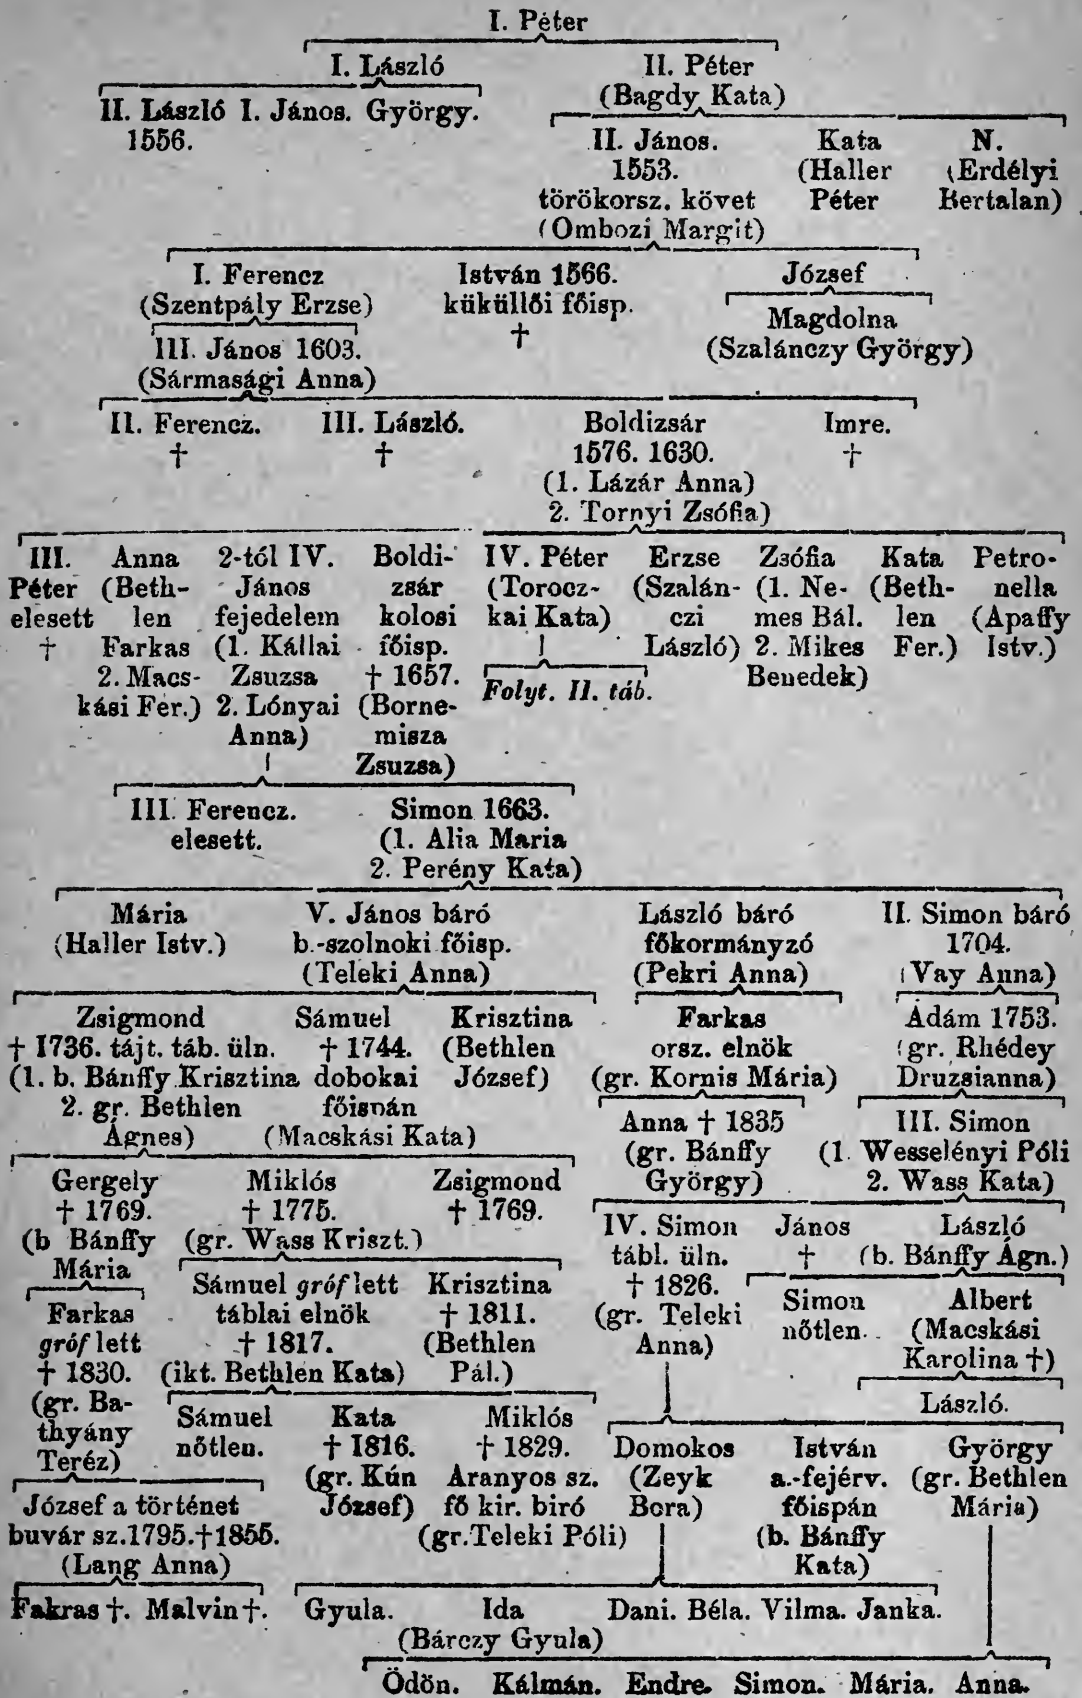 I. Péter
I. László II. Péter
(Bagdy Kata)
II. László I. János. György.
1556.
II. János. Kata N.
1553. (Haller (Erdélyi
törökorsz. követ Péter Bertalan)
(Ombozi Margit)
I. Ferencz István 1566. József
(Szentpály Erzse) küküllői főisp.
† Magdolna
III. János 1603. (Szalánczy György)
(Sármasági Anna)
II. Ferencz. III. László. Boldizsár Imre.
† † 1576. 1630. †
(1. Lázár Anna)
2. Tornyi Zsófia)
III. Anna 2-tól IV. Boldi- IV. Péter Erzse Zsófia Kata Petro-
Péter (Beth- János zsár (Torocz- (Szalán- (1. Ne- (Beth- nella
elesett len fejedelem kolosi kai Kata) czi mes Bál. len (Apaffy
† Farkas (1. Kállai főisp. László) 2. Mikes Fer.) Istv.)
2. Macs- Zsuzsa † 1657. Folyt. II. táb. Benedek)
kási Fer.) 2. Lónyai (Borne-
Anna) misza
Zsuzsa)
III. Ferencz. Simon 1663.
elesett. (1. Alia Maria
2. Perény Kata)
Mária V. János báró László báró II. Simon báró
(Haller Istv.) b.-szolnoki főisp. főkormányzó 1704.
(Teleki Anna) (Pekri Anna) (Vay Anna)
Zsigmond Sámuel Krisztina Farkas Ádám 1753.
† 1736. tájt. táb. üln. † 1744. (Bethlen orsz. elnök (gr. Rhédey
(1. b. Bánffy Krisztina dobokai József) (gr. Kornis Mária) Druzsianna)
2. gr. Bethlen főispán
Ágnes) (Macskási Kata)
Anna † 1835 III. Simon
(gr. Bánffy (1. Wesselényi Póli
György) 2. Wass Kata)
Gergely Miklós Zsigmond
† 1769. † 1775. † 1769.
(b Bánffy (gr. Wass Kriszt.)
Mária
IV. Simon János László
tábl. üln. † (b. Bánffy Ágn.)
† 1826.
(gr. Teleki
Anna)
Simon Albert
nőtlen. (Macskási
Karolina †)
László.
Farkas Sámuel gróf lett Krisztina
gróf lett táblai elnök † 1811.
† 1830. † 1817. (Bethlen
(gr. Ba- (ikt. Bethlen Kata) Pál.)
thyány
Teréz)
Sámuel Kata Miklós
nőtlen. † 1816. † 1829.
(gr. Kún Aranyos sz.
József) fő kir. biró
(gr. Teleki Póli)
Domokos István György
(Zeyk a.-fejérv. (gr. Bethlen
Bora) főispán Mária)
(b. Bánffy
Kata)
József a történet
buvár sz. 1795. † 1855.
(Lang Anna)
Fakras †. Malvin †. Gyula. Ida Dani. Béla. Vilma. Janka.
(Bárczy Gyula)
Ödön. Kálmán. Endre. Simon. Mária. Anna.